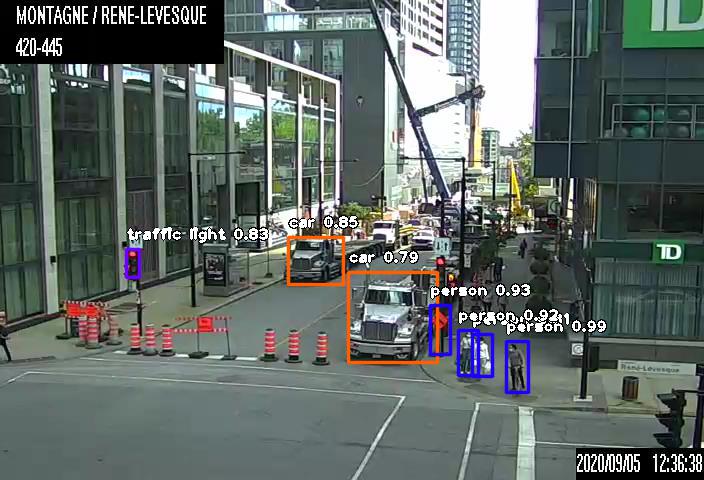 MONTAGNE / RENE-LEVESQUE
420-445
TD
traffic light 0.83
car 0.85
car 0.79
person 0.93
person 0.92
person 0.99
TD
René-Lévesque
2020/09/05 12:36:38